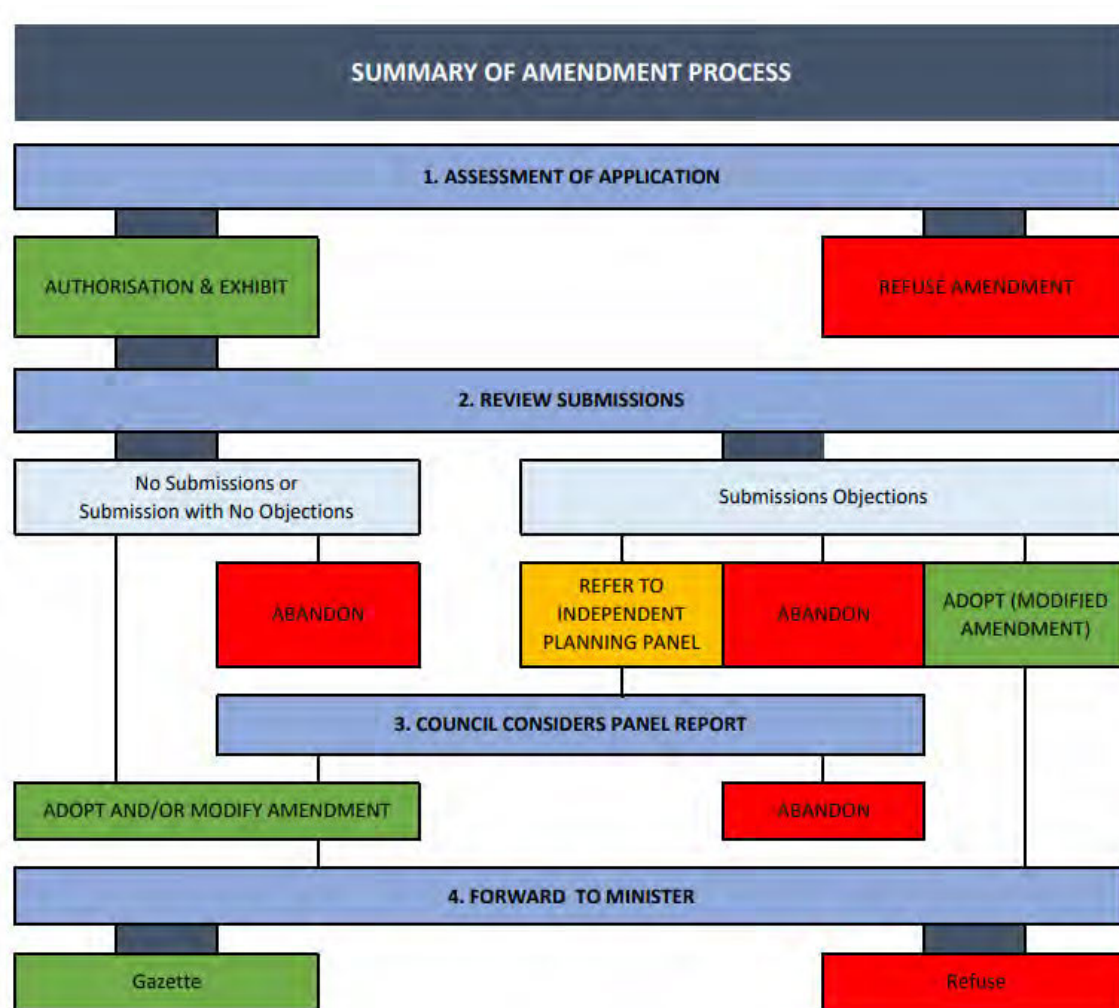 SUMMARY OF AMENDMENT PROCESS
1. ASSESSMENT OF APPLICATION
AUTHORISATION & EXHIBIT
REFUSE AMENDMENT
2. REVIEW SUBMISSIONS
No Submissions or
Submission with No Objections
Submissions Objections
ABANDON
REFER TO
INDEPENDENT
PLANNING PANEL
ABANDON
ADOPT (MODIFIED
AMENDMENT)
3. COUNCIL CONSIDERS PANEL REPORT
ADOPT AND/OR MODIFY AMENDMENT
ABANDON
4. FORWARD TO MINISTER
Gazette
Refuse